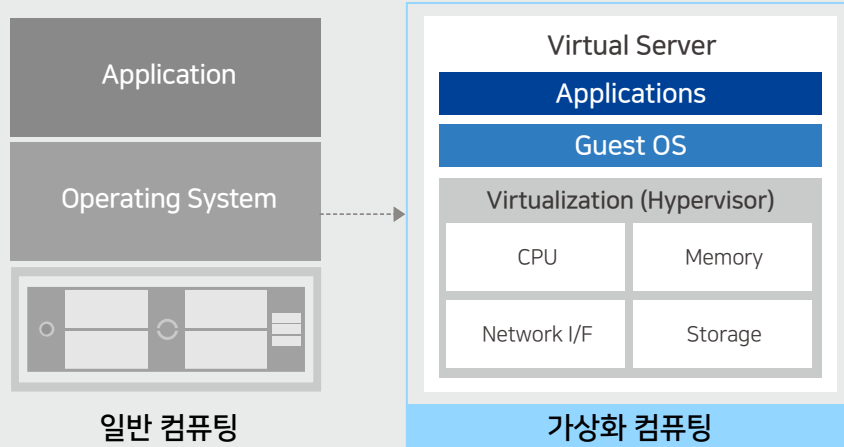 Application
Operating System
일반 컴퓨팅
Virtual Server
Applications
Guest OS
Virtualization (Hypervisor)
CPU
Memory
Network I/F
Storage
가상화 컴퓨팅